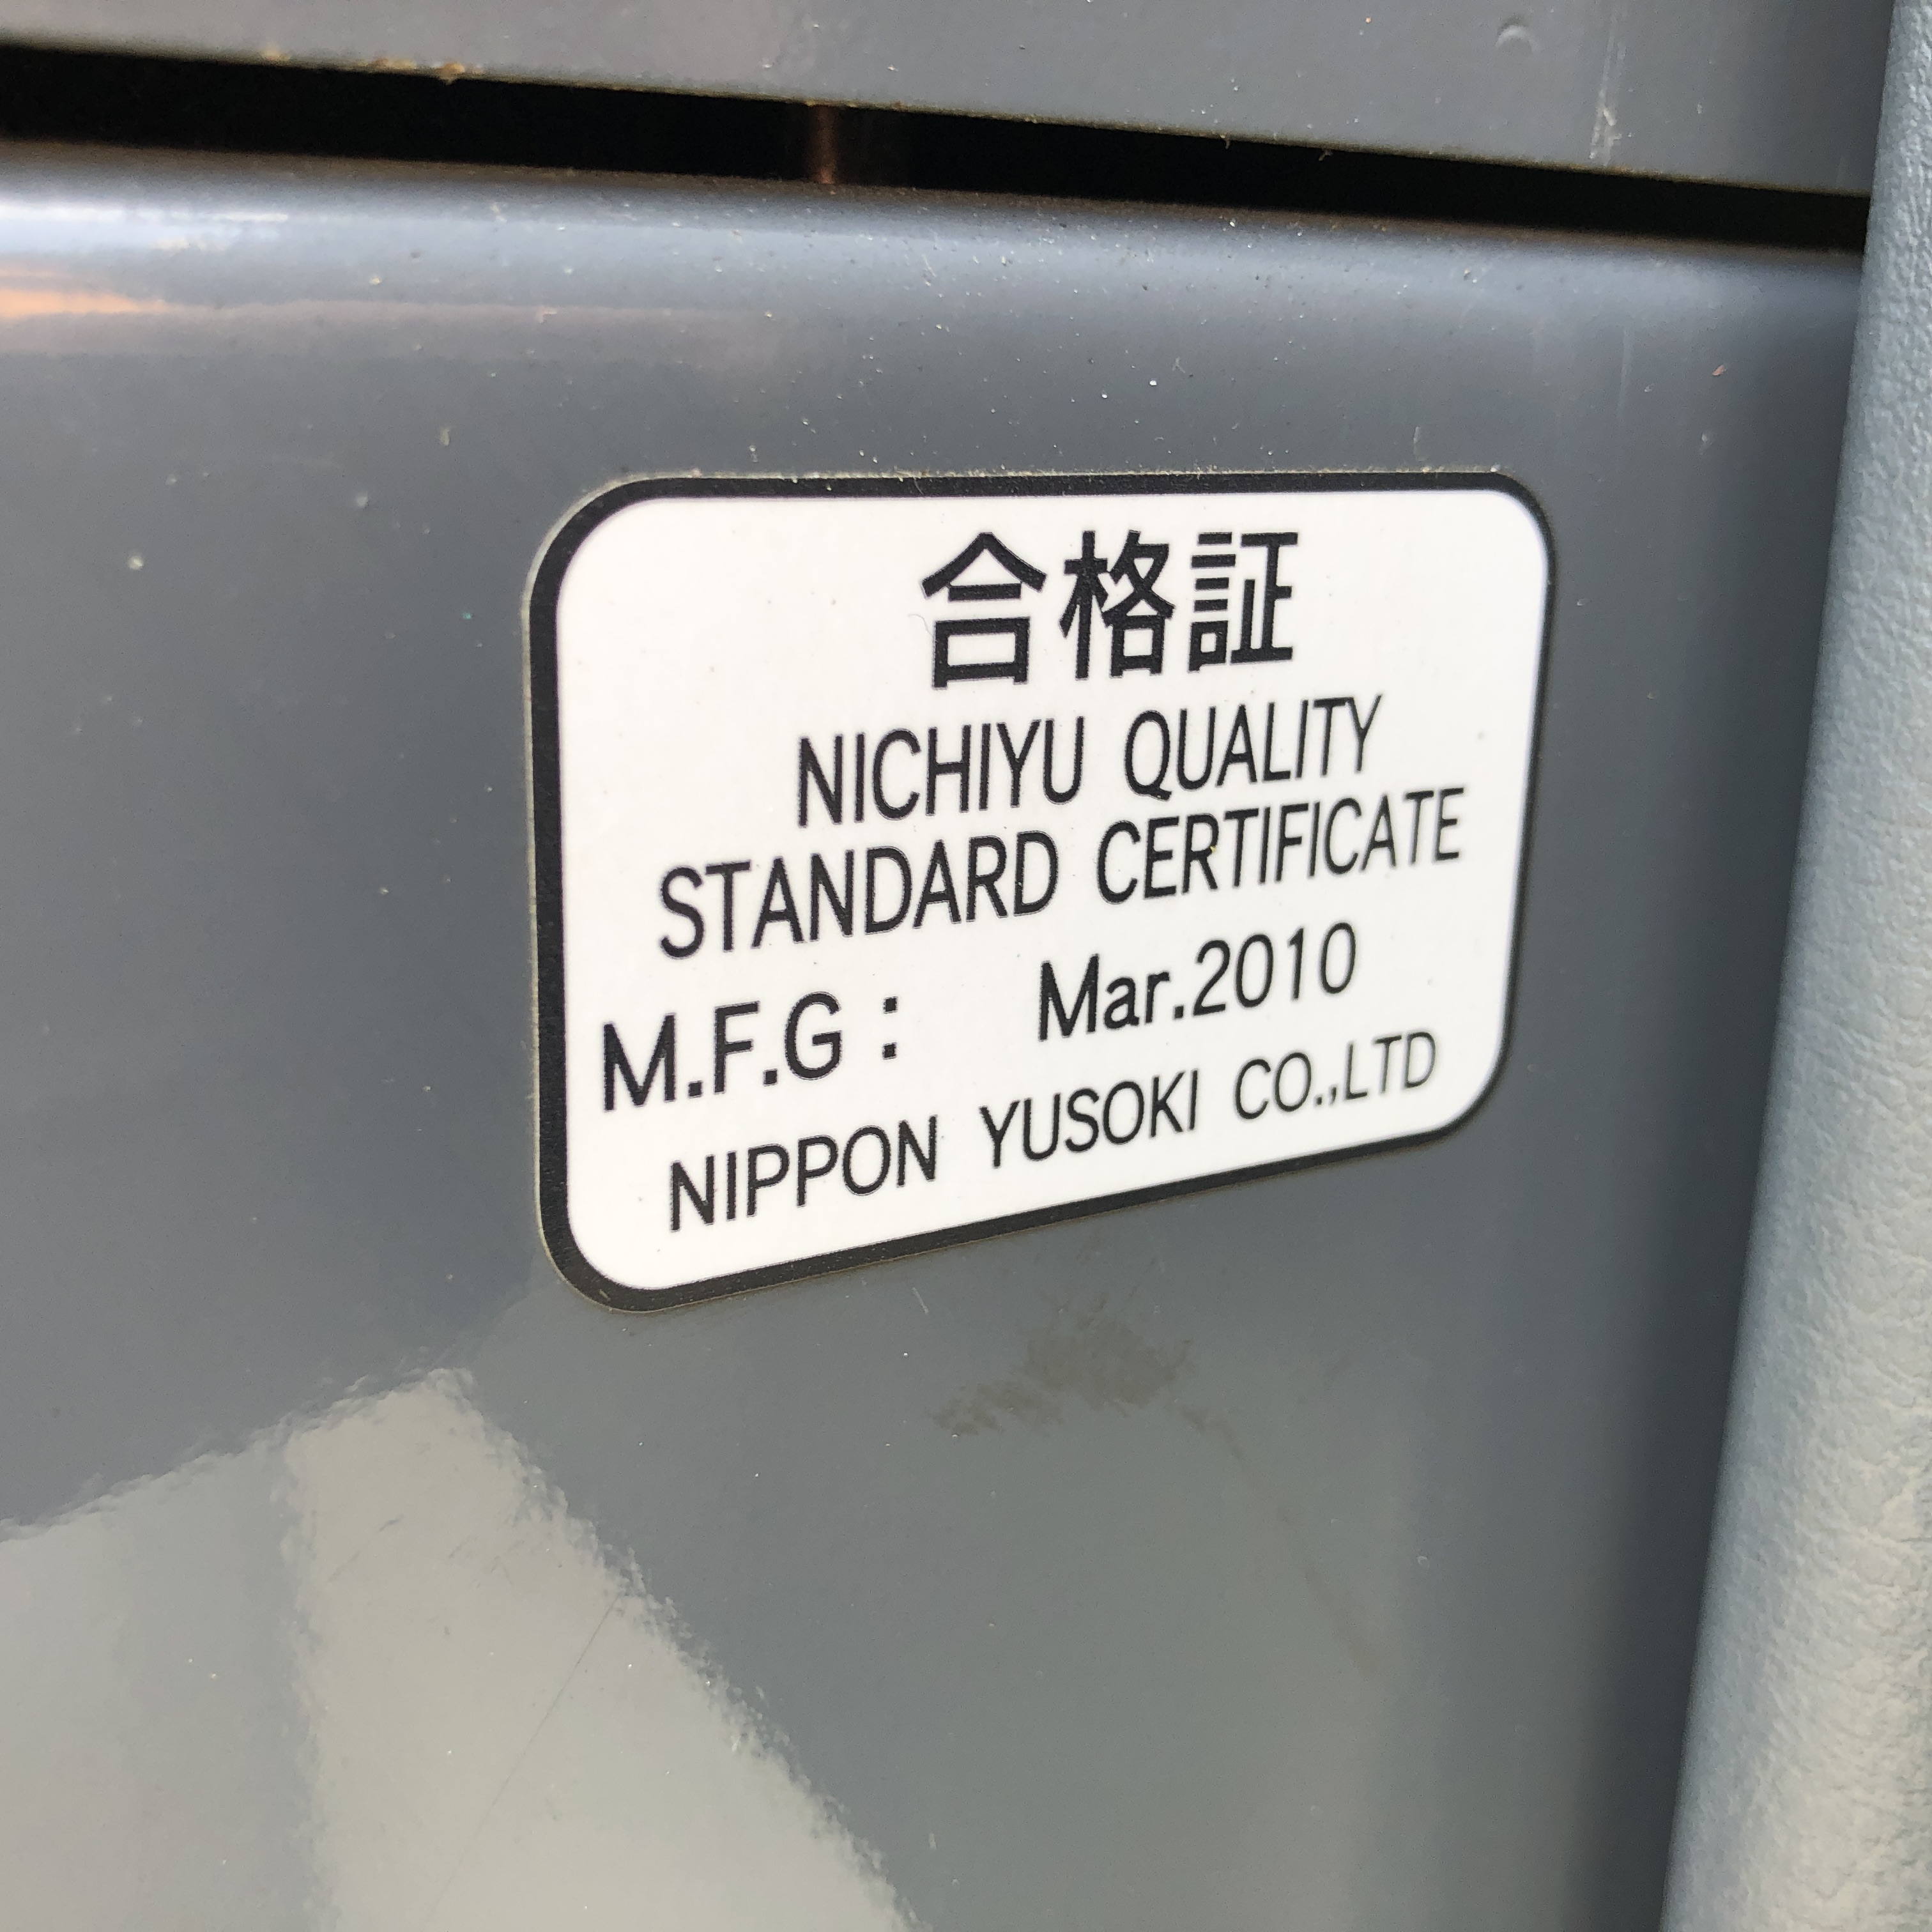 合格証
NICHIYU QUALITY
STANDARD CERTIFICATE
M.F.G : Mar.2010
NIPPON YUSOKI CO.,LTD